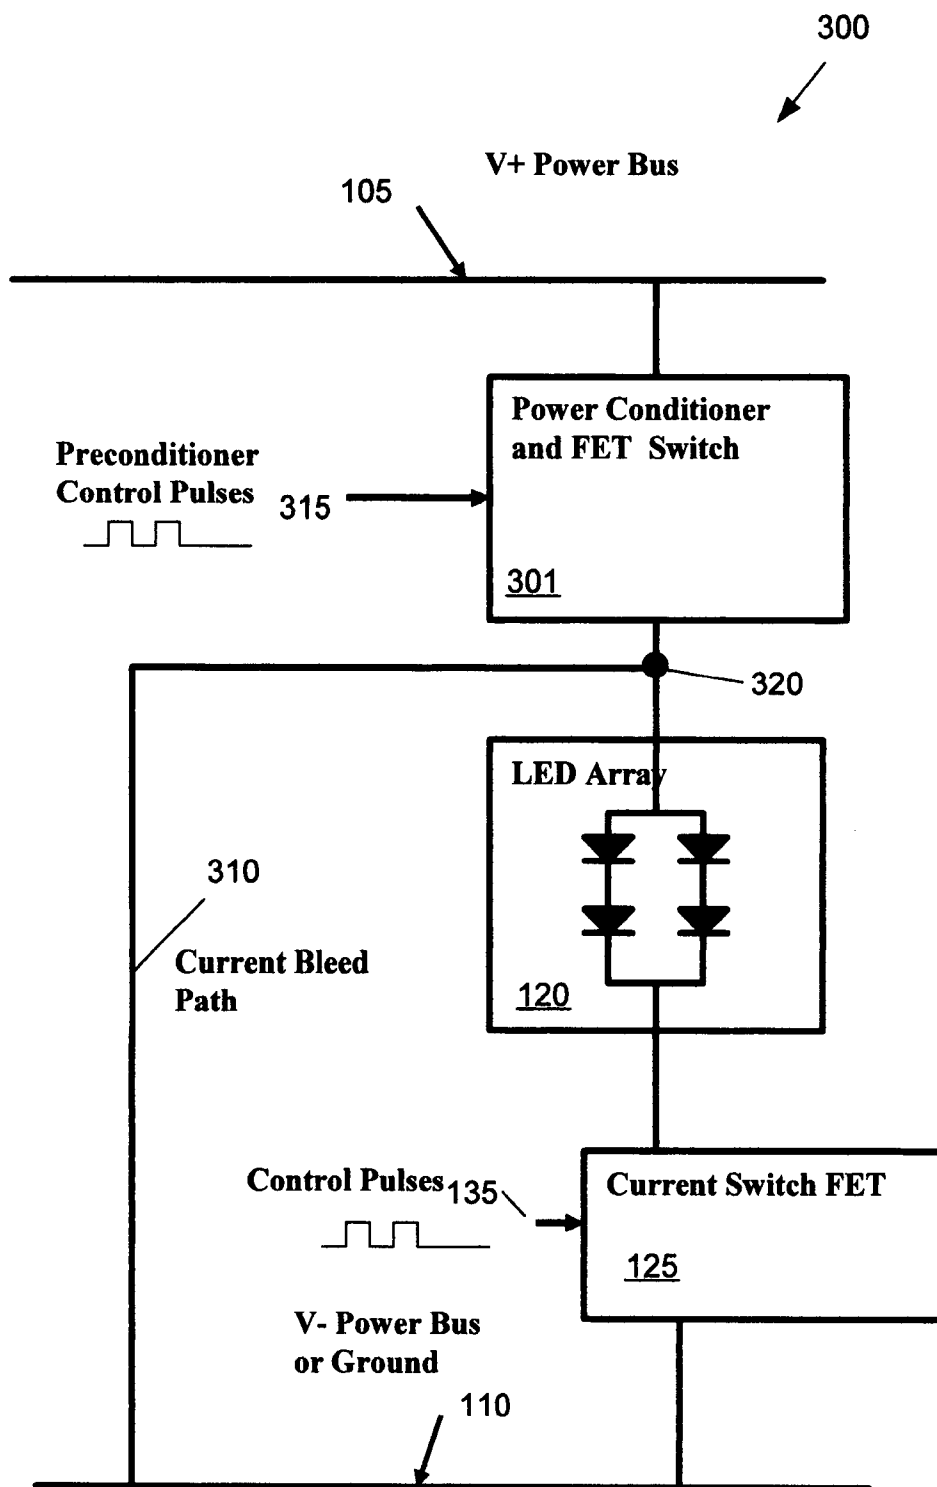 300
V+ Power Bus
105
Power Conditioner
and FET Switch
Preconditioner
Control Pulses
315
301
320
LED Array
310
Current Bleed
Path
120
Control Pulses
135
Current Switch FET
125
V- Power Bus
or Ground
110